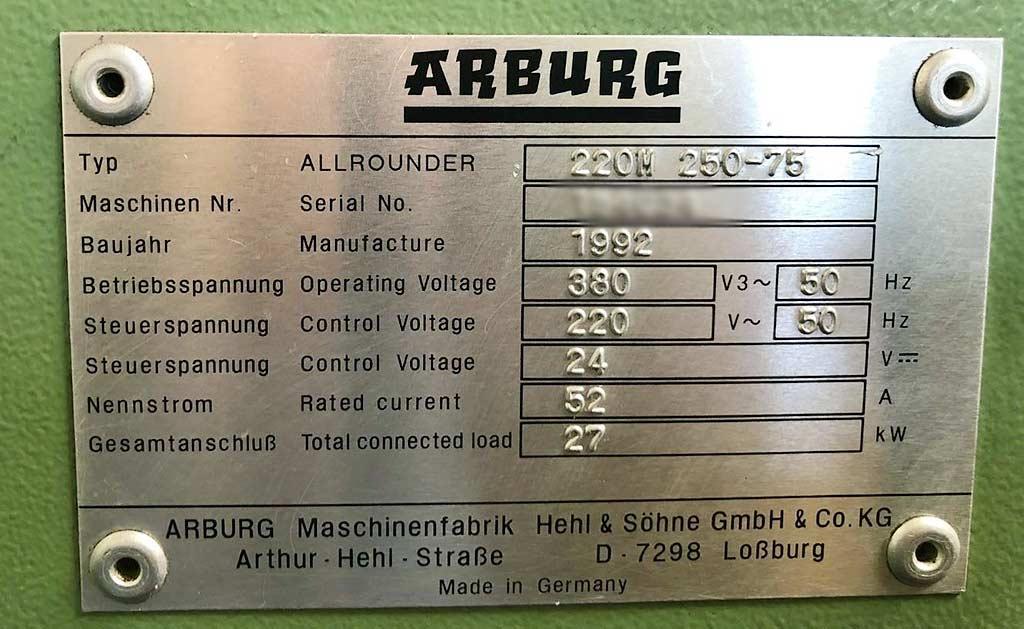 ARBURG
Typ ALLROUNDER 220M 250-75
Maschinen Nr. Serial No.
Baujahr Manufacture 1992
Betriebsspannung Operating Voltage 380 V3~ 50 Hz
Steuerspannung Control Voltage 220 V~ 50 Hz
Steuerspannung Control Voltage 24 V⎓
Nennstrom Rated current 52 A
Gesamtanschluß Total connected load 27 kW
ARBURG Maschinenfabrik Hehl & Söhne GmbH & Co. KG
Arthur-Hehl-Straße D-7298 Loßburg
Made in Germany